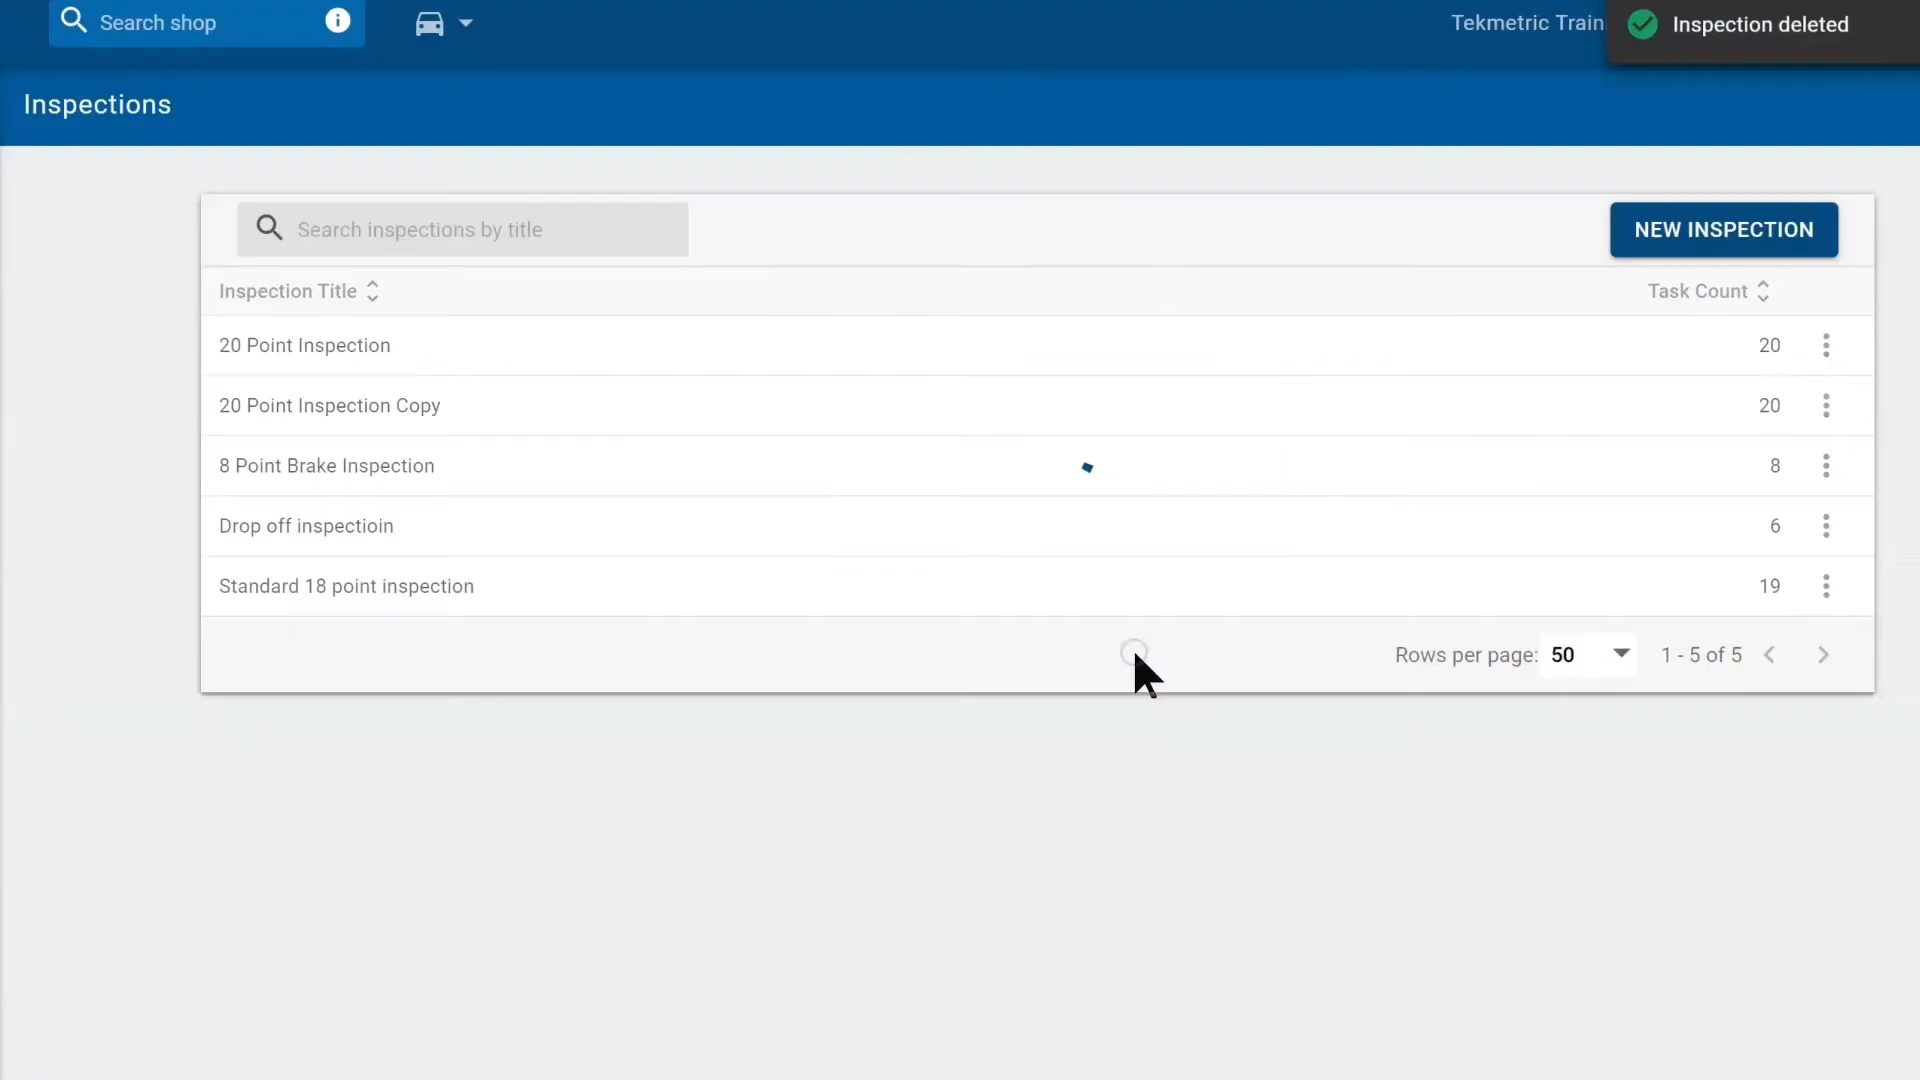 Search shop
Tekmetric Train
Inspection deleted
Inspections
Search inspections by title
NEW INSPECTION
Inspection Title
Task Count
20 Point Inspection 20
20 Point Inspection Copy 20
8 Point Brake Inspection 8
Drop off inspectioin 6
Standard 18 point inspection 19
Rows per page: 50 1 - 5 of 5